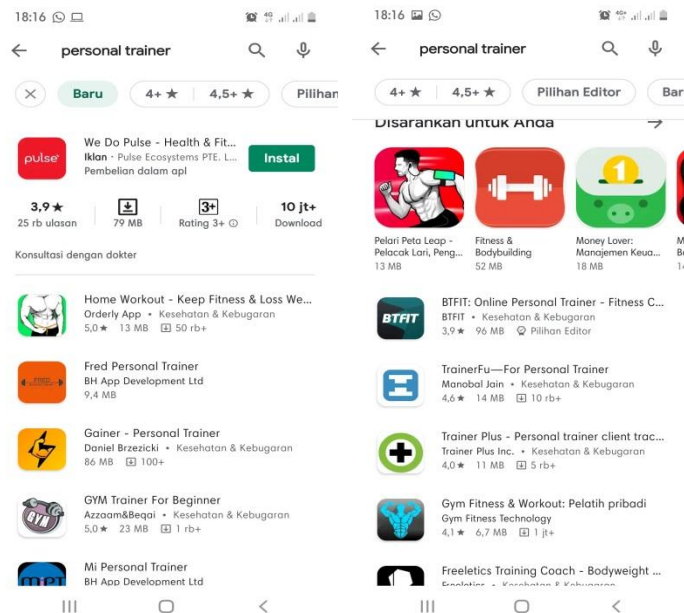 18:16
personal trainer
Baru
4+ ★
4,5+ ★
Pilihan
pulse
We Do Pulse - Health & Fit...
Iklan • Pulse Ecosystems PTE. L...
Pembelian dalam apl
Instal
3,9 ★
25 rb ulasan
79 MB
3+
Rating 3+
10 jt+
Download
Konsultasi dengan dokter
Home Workout - Keep Fitness & Loss We...
Orderly App • Kesehatan & Kebugaran
5,0 ★ 13 MB 50 rb+
FRED
Fred Personal Trainer
BH App Development Ltd
9,4 MB
Gainer - Personal Trainer
Daniel Brzezicki • Kesehatan & Kebugaran
86 MB 100+
GYM
GYM Trainer For Beginner
Azzaam&Beqai • Kesehatan & Kebugaran
5,0 ★ 23 MB 1 rb+
Mi Personal Trainer
BH App Development Ltd
18:16
4G+
personal trainer
4+ ★
4,5+ ★
Pilihan Editor
Bar
Disarankan untuk Anda
Pelari Peta Leap -
Pelacak Lari, Peng...
13 MB
Fitness &
Bodybuilding
52 MB
1
Money Lover:
Manajemen Keua...
18 MB
BTFIT
BTFIT: Online Personal Trainer - Fitness C...
BTFIT • Kesehatan & Kebugaran
3,9 ★ 96 MB Pilihan Editor
TrainerFu—For Personal Trainer
Manobal Jain • Kesehatan & Kebugaran
4,6 ★ 14 MB 10 rb+
Trainer Plus - Personal trainer client trac...
Trainer Plus Inc. • Kesehatan & Kebugaran
4,0 ★ 11 MB 5 rb+
Gym Fitness & Workout: Pelatih pribadi
Gym Fitness Technology
4,1 ★ 6,7 MB 1 jt+
Freeletics Training Coach - Bodyweight ...
Freeletics • Kesehatan & Kebugaran